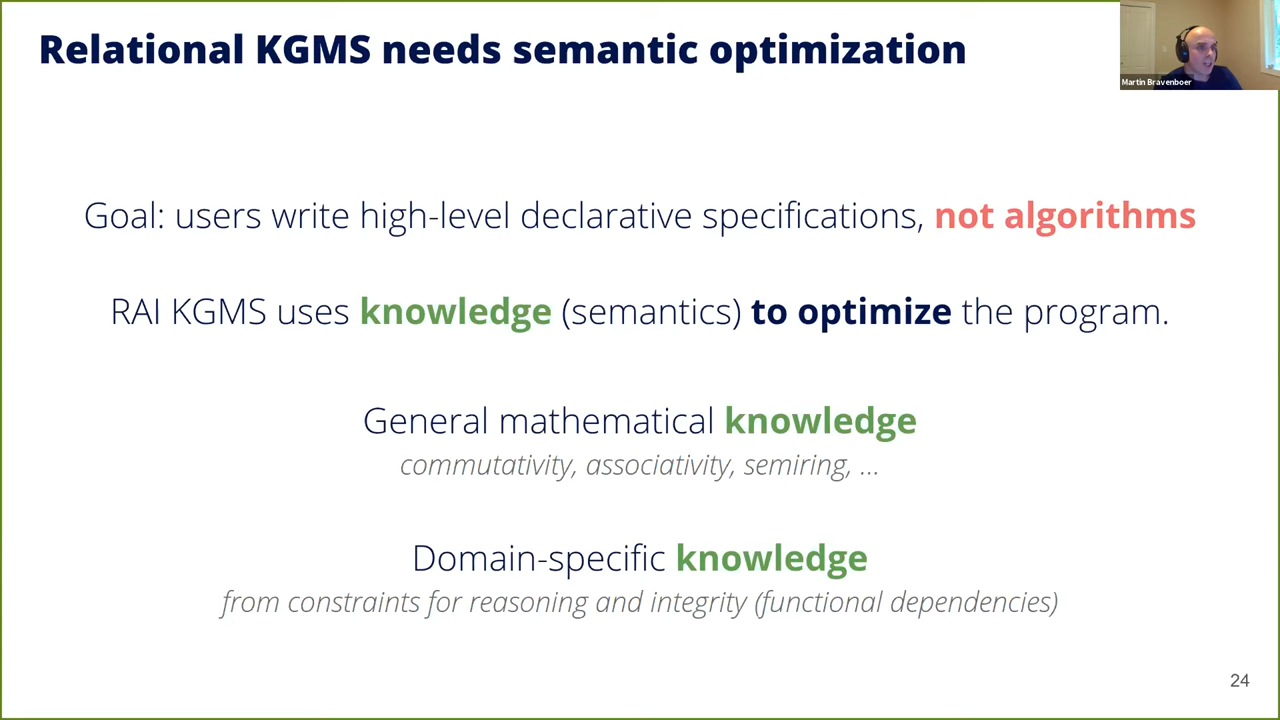 Relational KGMS needs semantic optimization
Martin Bravenboer
Goal: users write high-level declarative specifications, not algorithms
RAI KGMS uses knowledge (semantics) to optimize the program.
General mathematical knowledge
commutativity, associativity, semiring, ...
Domain-specific knowledge
from constraints for reasoning and integrity (functional dependencies)
24